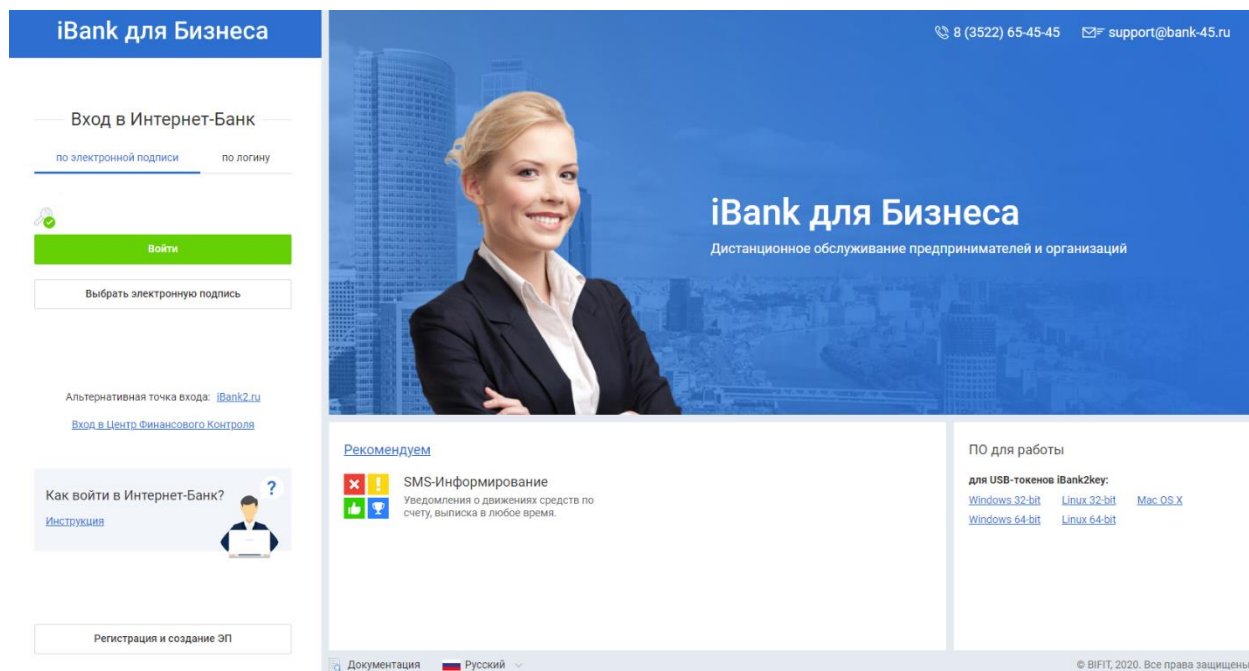 iBank для Бизнеса
Вход в Интернет-Банк
по электронной подписи по логину
Войти
Выбрать электронную подпись
Альтернативная точка входа: iBank2.ru
Вход в Центр Финансового Контроля
Как войти в Интернет-Банк?
?
Инструкция
Регистрация и создание ЭП
8 (3522) 65-45-45 support@bank-45.ru
iBank для Бизнеса
Дистанционное обслуживание предпринимателей и организаций
Рекомендуем
SMS-Информирование
Уведомления о движениях средств по
счету, выписка в любое время.
ПО для работы
для USB-токенов iBank2key:
Windows 32-bit Linux 32-bit Mac OS X
Windows 64-bit Linux 64-bit
Документация Русский
© BIFIT, 2020. Все права защищены